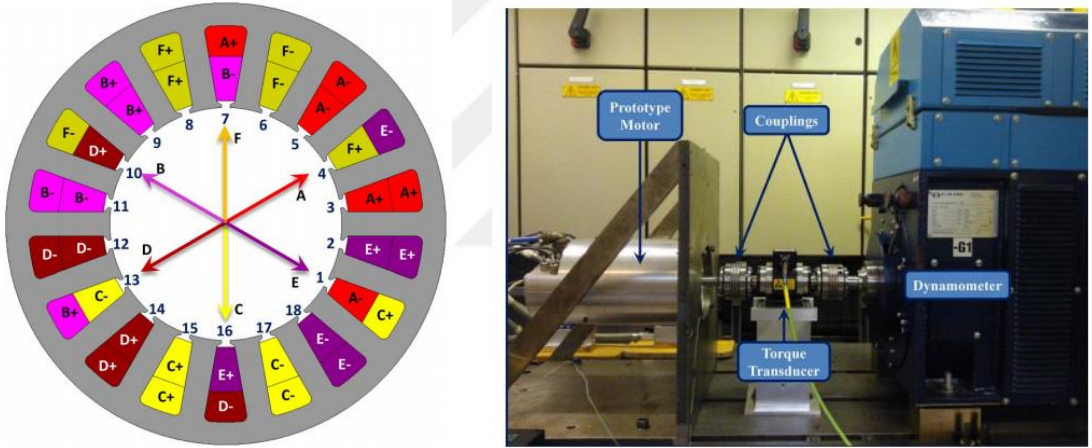 A+
B-
7
F+
F+
8
F-
F-
6
B+
B+
9
A-
A-
5
F-
D+
10
E-
F+
4
B-
B-
11
A+
A+
3
D-
D-
12
E+
E+
2
B+
C-
13
A-
C+
1
D+
D+
14
E-
E-
18
C+
C+
15
E+
D-
16
C-
C-
17
F
B
A
D
E
C
Prototype
Motor
Couplings
-G1
Dynamometer
Torque
Transducer